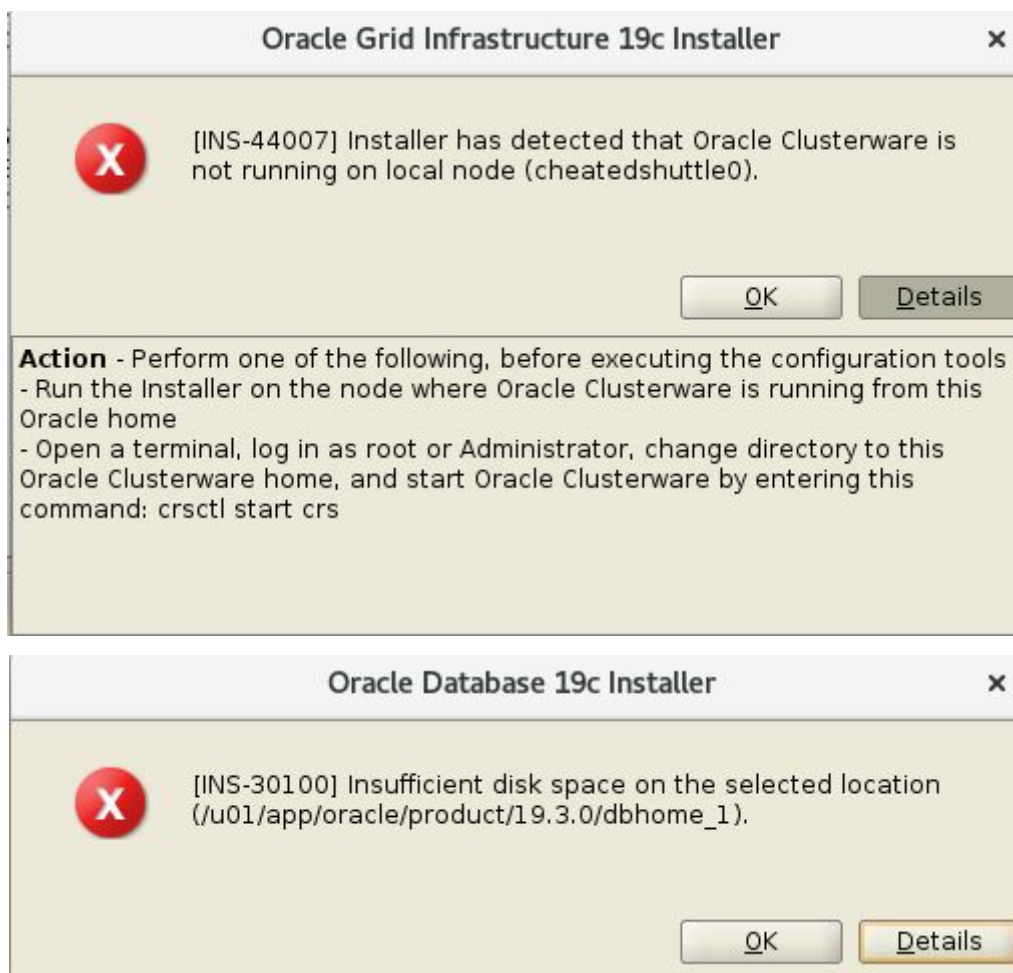 Oracle Grid Infrastructure 19c Installer
[INS-44007] Installer has detected that Oracle Clusterware is
not running on local node (cheatedshuttle0).
OK Details
Action - Perform one of the following, before executing the configuration tools
- Run the Installer on the node where Oracle Clusterware is running from this
Oracle home
- Open a terminal, log in as root or Administrator, change directory to this
Oracle Clusterware home, and start Oracle Clusterware by entering this
command: crsctl start crs
Oracle Database 19c Installer
[INS-30100] Insufficient disk space on the selected location
(/u01/app/oracle/product/19.3.0/dbhome_1).
OK Details